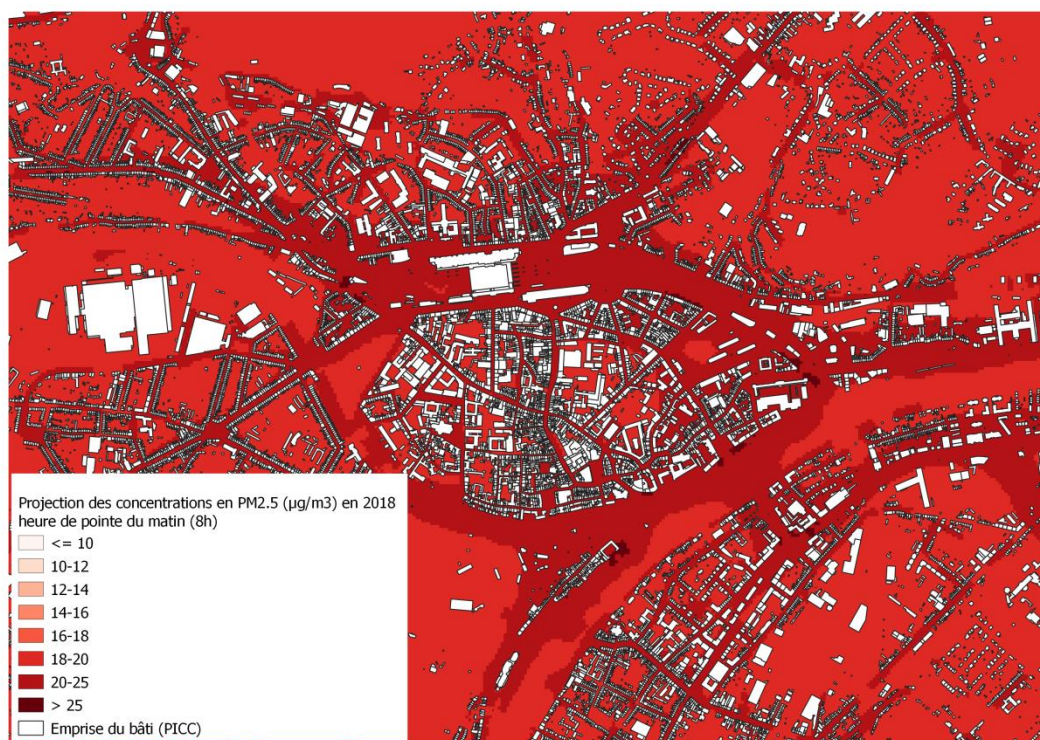 Projection des concentrations en PM2.5 (µg/m3) en 2018
heure de pointe du matin (8h)
<= 10
10-12
12-14
14-16
16-18
18-20
20-25
> 25
Emprise du bâti (PICC)